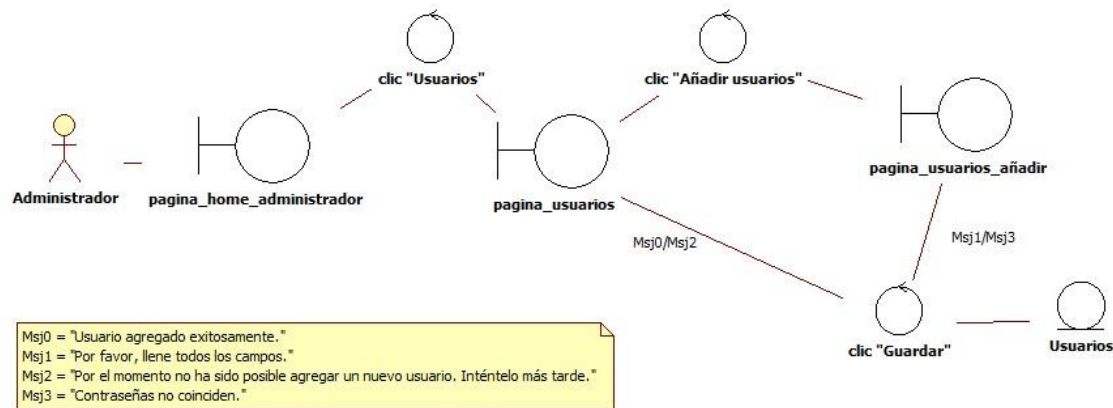 clic "Usuarios"
clic "Añadir usuarios"
Administrador
pagina_home_administrador
pagina_usuarios
pagina_usuarios_añadir
Msj0/Msj2
Msj1/Msj3
clic "Guardar"
Usuarios
Msj0 = "Usuario agregado exitosamente."
Msj1 = "Por favor, llene todos los campos."
Msj2 = "Por el momento no ha sido posible agregar un nuevo usuario. Inténtelo más tarde."
Msj3 = "Contraseñas no coinciden."